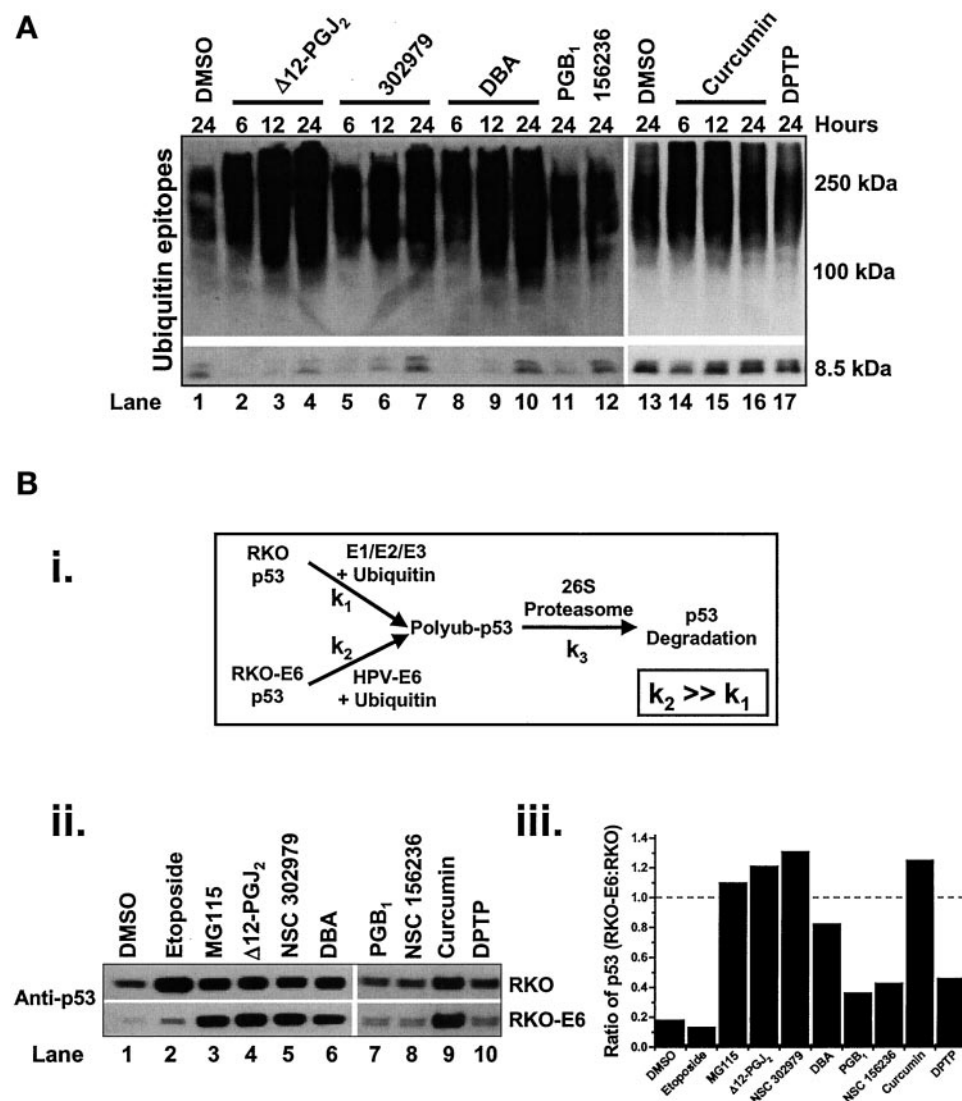 A
DMSO Δ12-PGJ2 302979 DBA PGB1 156236 DMSO Curcumin DPTP
24 6 12 24 6 12 24 6 12 24 24 24 24 6 12 24 24 Hours
Ubiquitin epitopes
250 kDa
100 kDa
8.5 kDa
Lane 1 2 3 4 5 6 7 8 9 10 11 12 13 14 15 16 17
B
i.
RKO
p53
E1/E2/E3
+ Ubiquitin
k1
Polyub-p53
26S
Proteasome
k3
p53
Degradation
k2
RKO-E6
p53
HPV-E6
+ Ubiquitin
k2 >> k1
ii.
DMSO Etoposide MG115 Δ12-PGJ2 NSC 302979 DBA PGB1 NSC 156236 Curcumin DPTP
Anti-p53
RKO
RKO-E6
Lane 1 2 3 4 5 6 7 8 9 10
iii.
Ratio of p53 (RKO-E6:RKO)
1.4
1.2
1.0
0.8
0.6
0.4
0.2
0
DMSO Etoposide MG115 Δ12-PGJ2 NSC 302979 DBA PGB1 NSC 156236 Curcumin DPTP